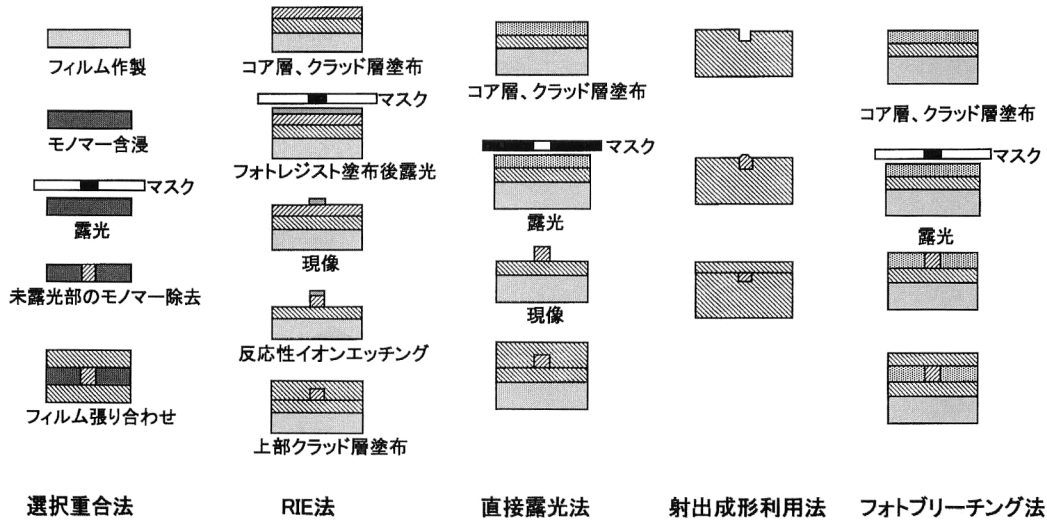 フィルム作製
モノマー含浸
マスク
露光
未露光部のモノマー除去
フィルム張り合わせ
選択重合法
コア層、クラッド層塗布
マスク
フォトレジスト塗布後露光
現像
反応性イオンエッチング
上部クラッド層塗布
RIE法
コア層、クラッド層塗布
マスク
露光
現像
直接露光法
射出成形利用法
コア層、クラッド層塗布
マスク
露光
フォトブリーチング法